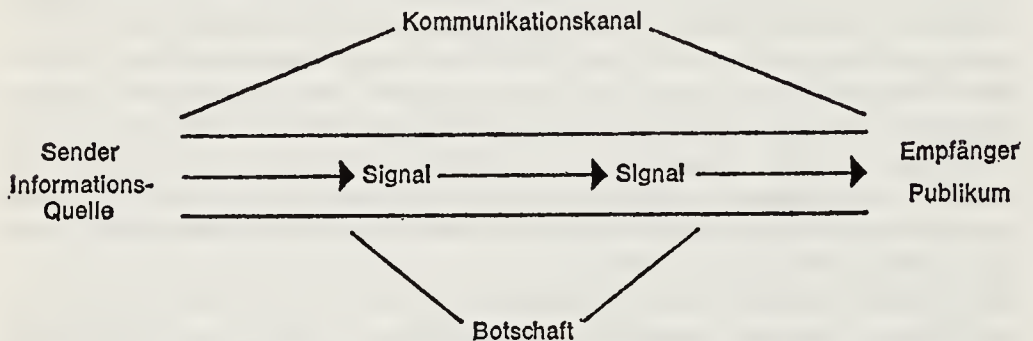 Kommunikationskanal
Sender
Informations-
Quelle
Signal
Signal
Empfänger
Publikum
Botschaft